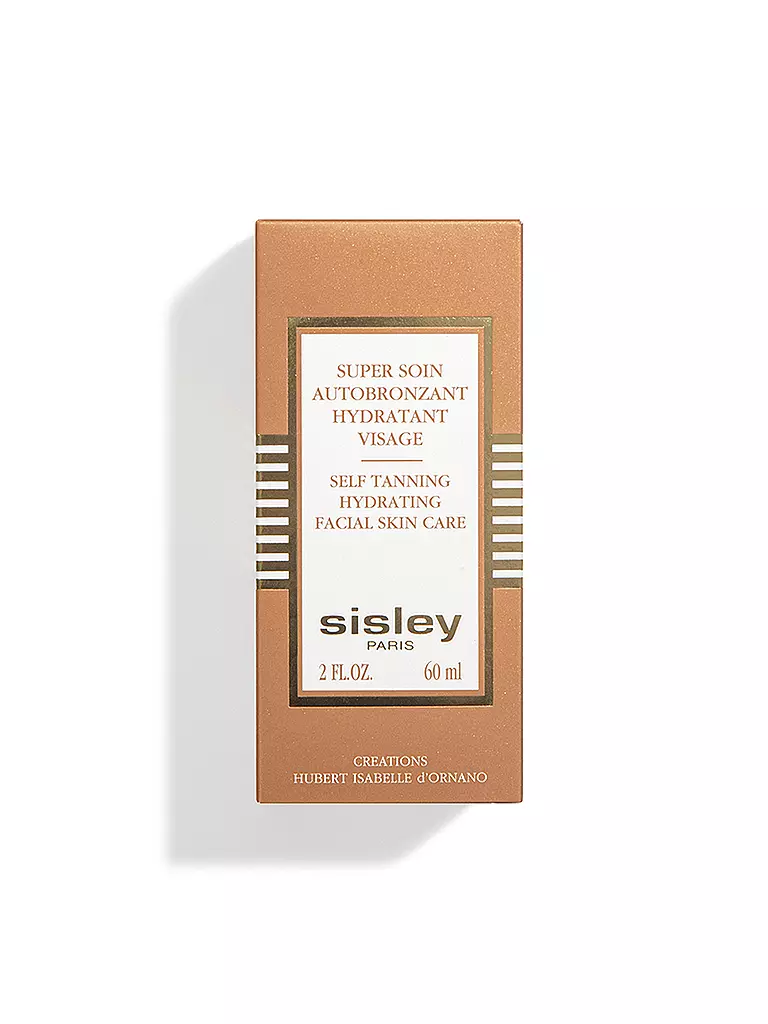 SUPER SOIN
AUTOBRONZANT
HYDRATANT
VISAGE
SELF TANNING
HYDRATING
FACIAL SKIN CARE
sisley
PARIS
2 FL.OZ. 60 ml
CREATIONS
HUBERT ISABELLE d'ORNANO